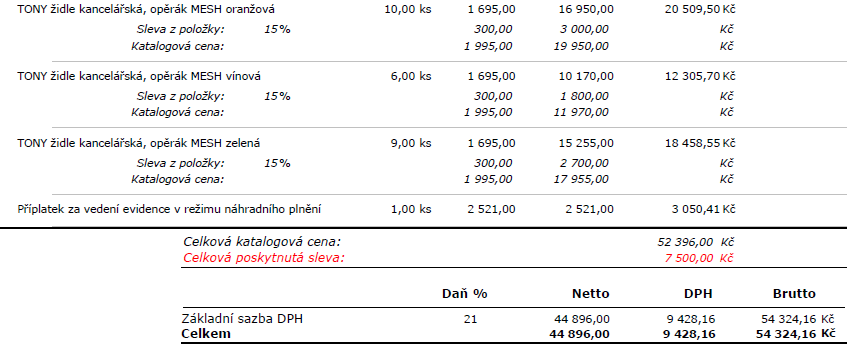 TONY židle kancelářská, opěrák MESH oranžová 10,00 ks 1 695,00 16 950,00 20 509,50 Kč
Sleva z položky: 15% 300,00 3 000,00 Kč
Katalogová cena: 1 995,00 19 950,00 Kč
TONY židle kancelářská, opěrák MESH vínová 6,00 ks 1 695,00 10 170,00 12 305,70 Kč
Sleva z položky: 15% 300,00 1 800,00 Kč
Katalogová cena: 1 995,00 11 970,00 Kč
TONY židle kancelářská, opěrák MESH zelená 9,00 ks 1 695,00 15 255,00 18 458,55 Kč
Sleva z položky: 15% 300,00 2 700,00 Kč
Katalogová cena: 1 995,00 17 955,00 Kč
Příplatek za vedení evidence v režimu náhradního plnění 1,00 ks 2 521,00 2 521,00 3 050,41 Kč
Celková katalogová cena: 52 396,00 Kč
Celková poskytnutá sleva: 7 500,00 Kč
Daň % Netto DPH Brutto
Základní sazba DPH 21 44 896,00 9 428,16 54 324,16 Kč
Celkem 44 896,00 9 428,16 54 324,16 Kč